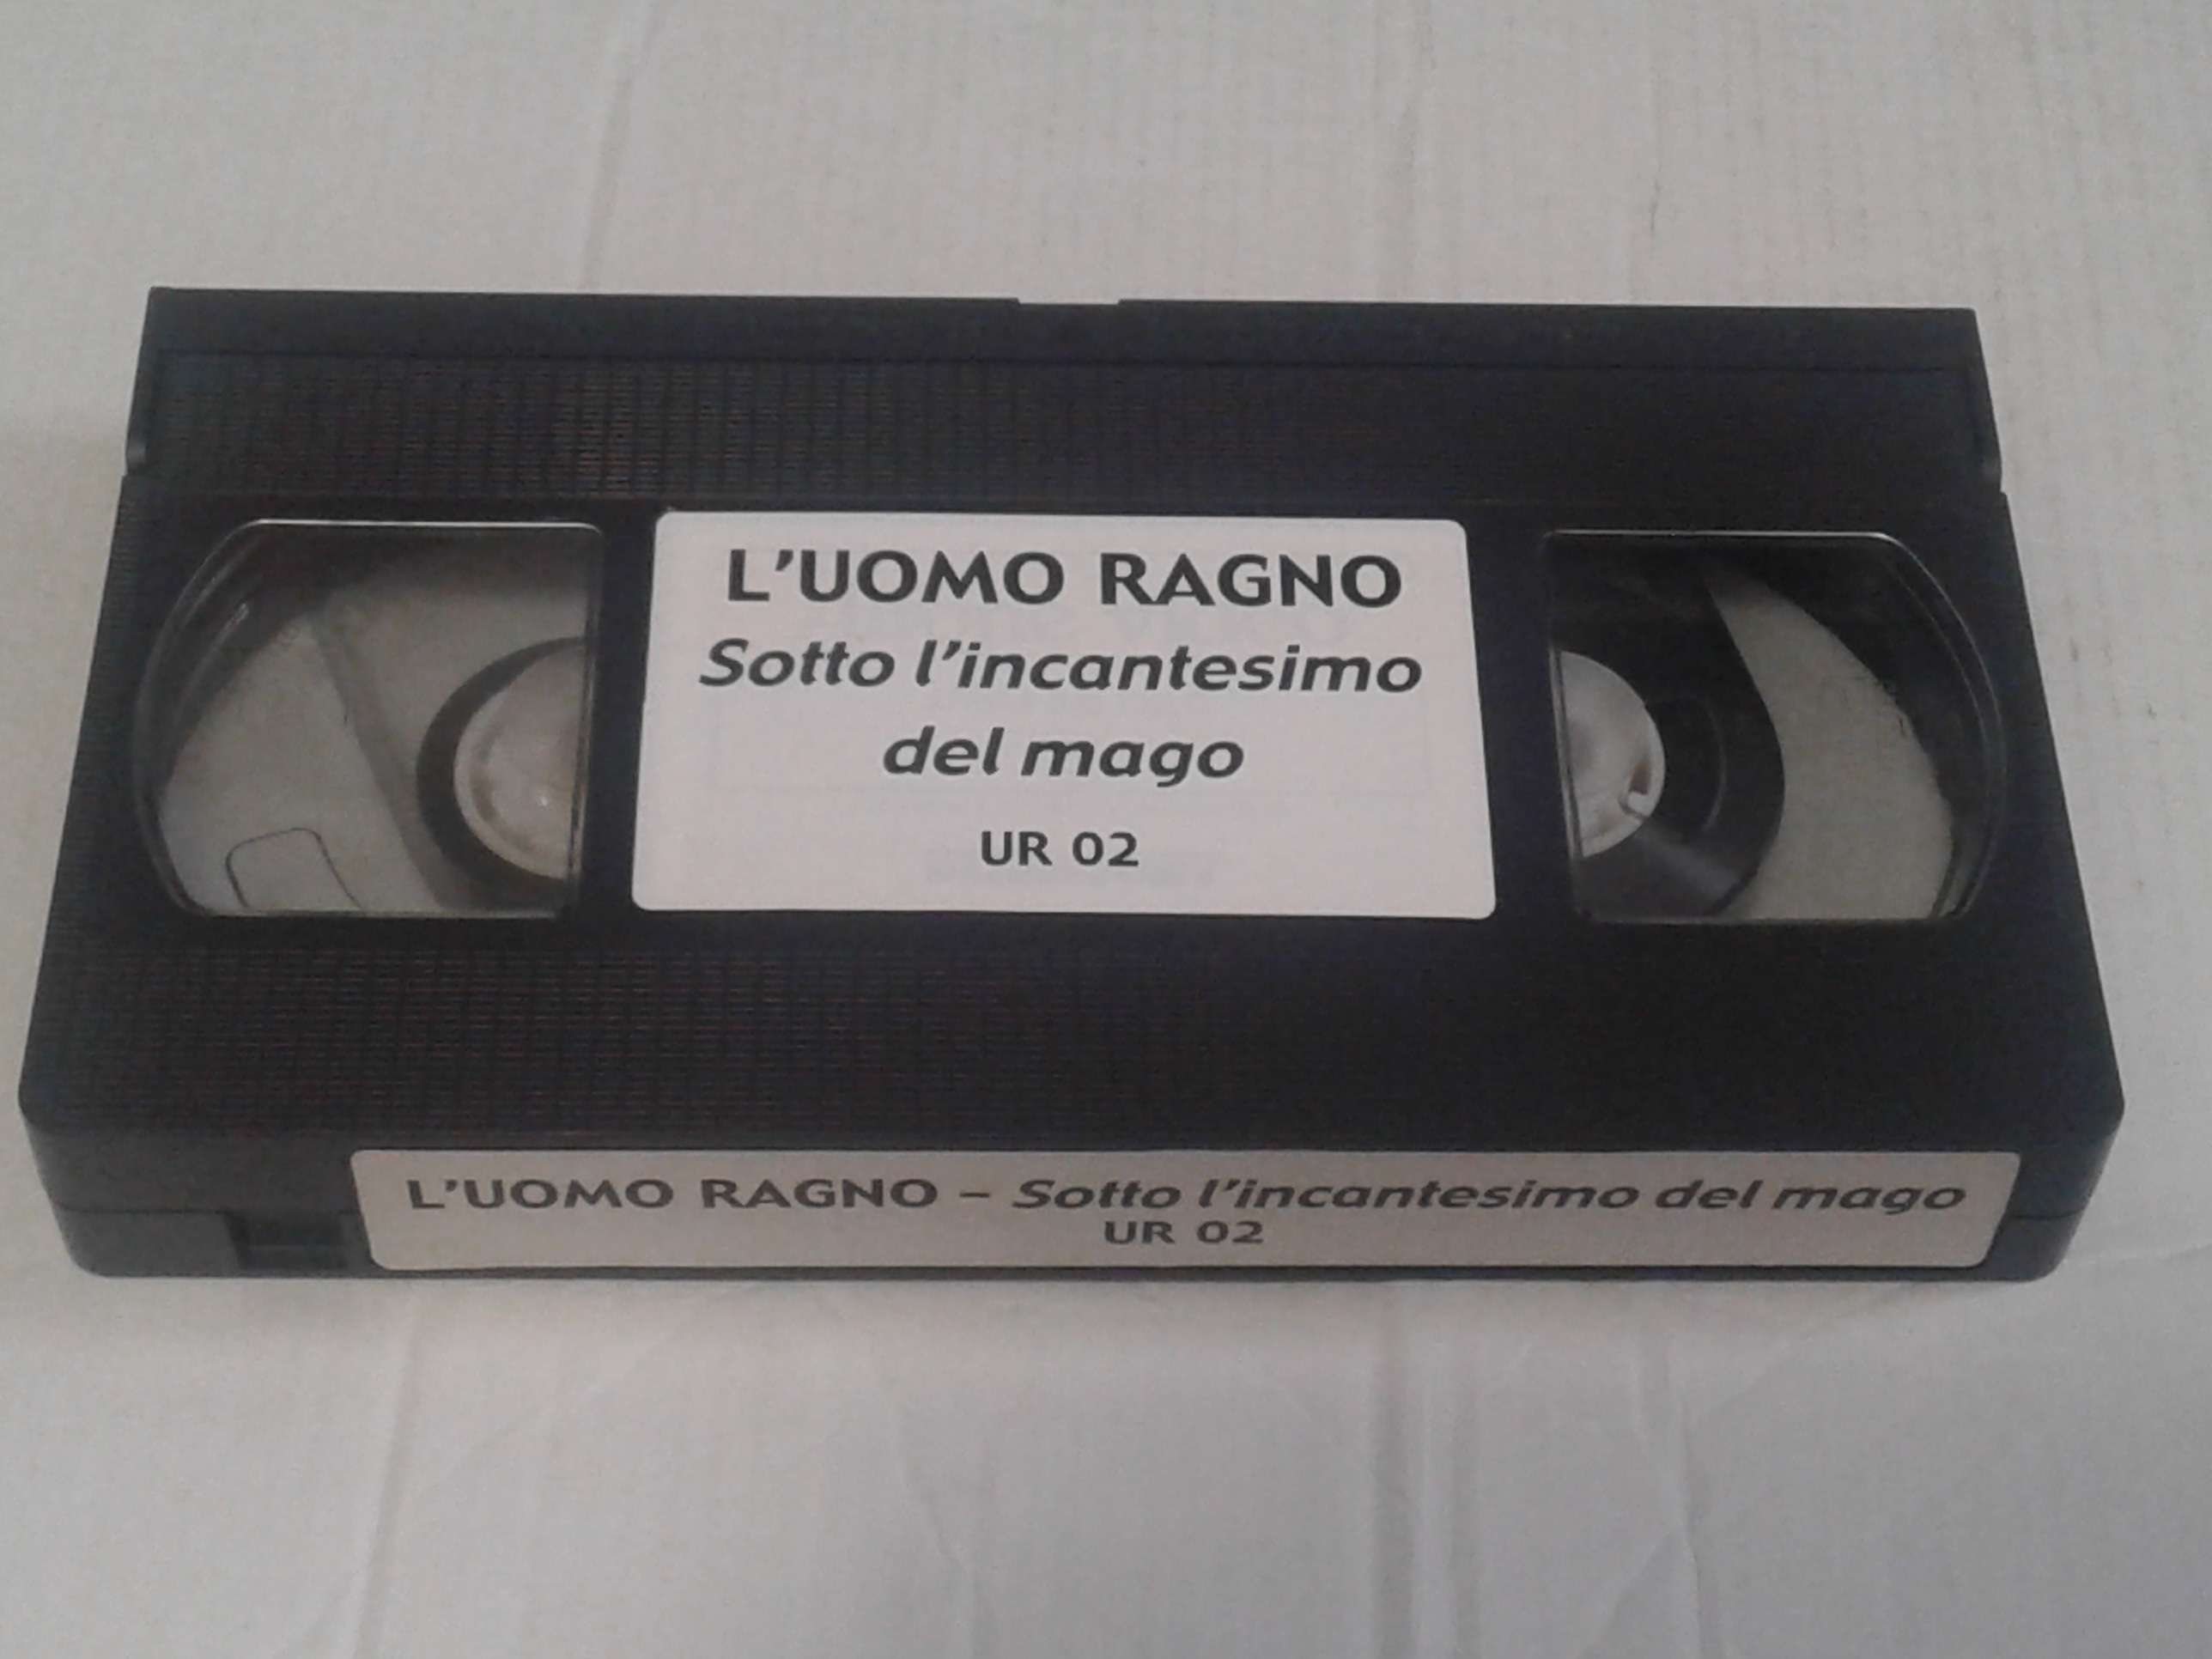 L'UOMO RAGNO
Sotto l'incantesimo
del mago
UR 02
L'UOMO RAGNO – Sotto l'incantesimo del mago
UR 02